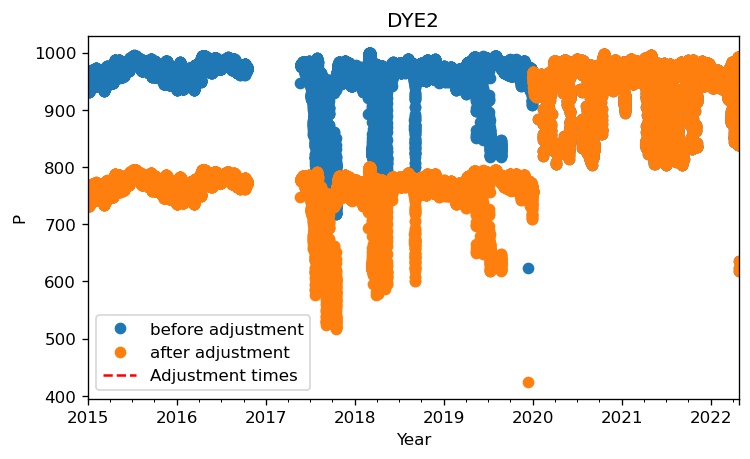 DYE2
1000
900
800
700
600
500
400
P
before adjustment
after adjustment
Adjustment times
2015 2016 2017 2018 2019 2020 2021 2022
Year